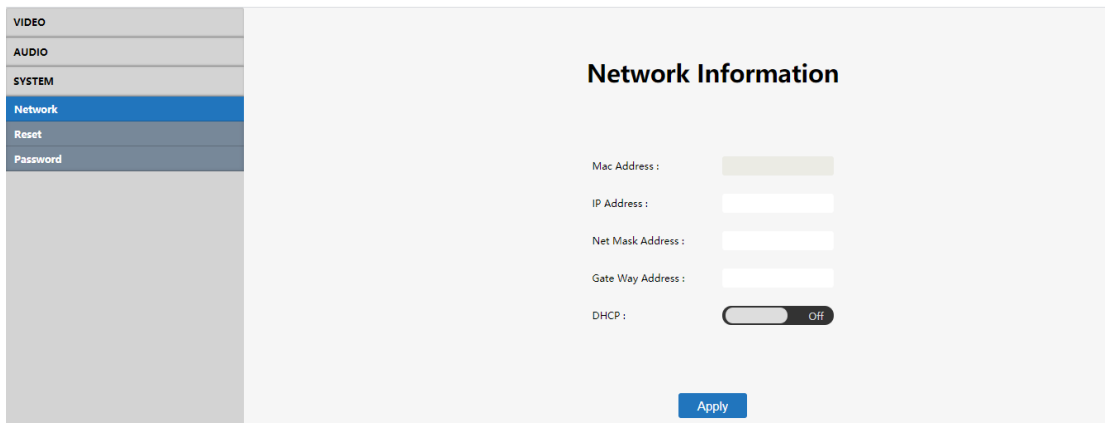 VIDEO
AUDIO
SYSTEM
Network
Reset
Password
Network Information
Mac Address :
IP Address :
Net Mask Address :
Gate Way Address :
DHCP : Off
Apply